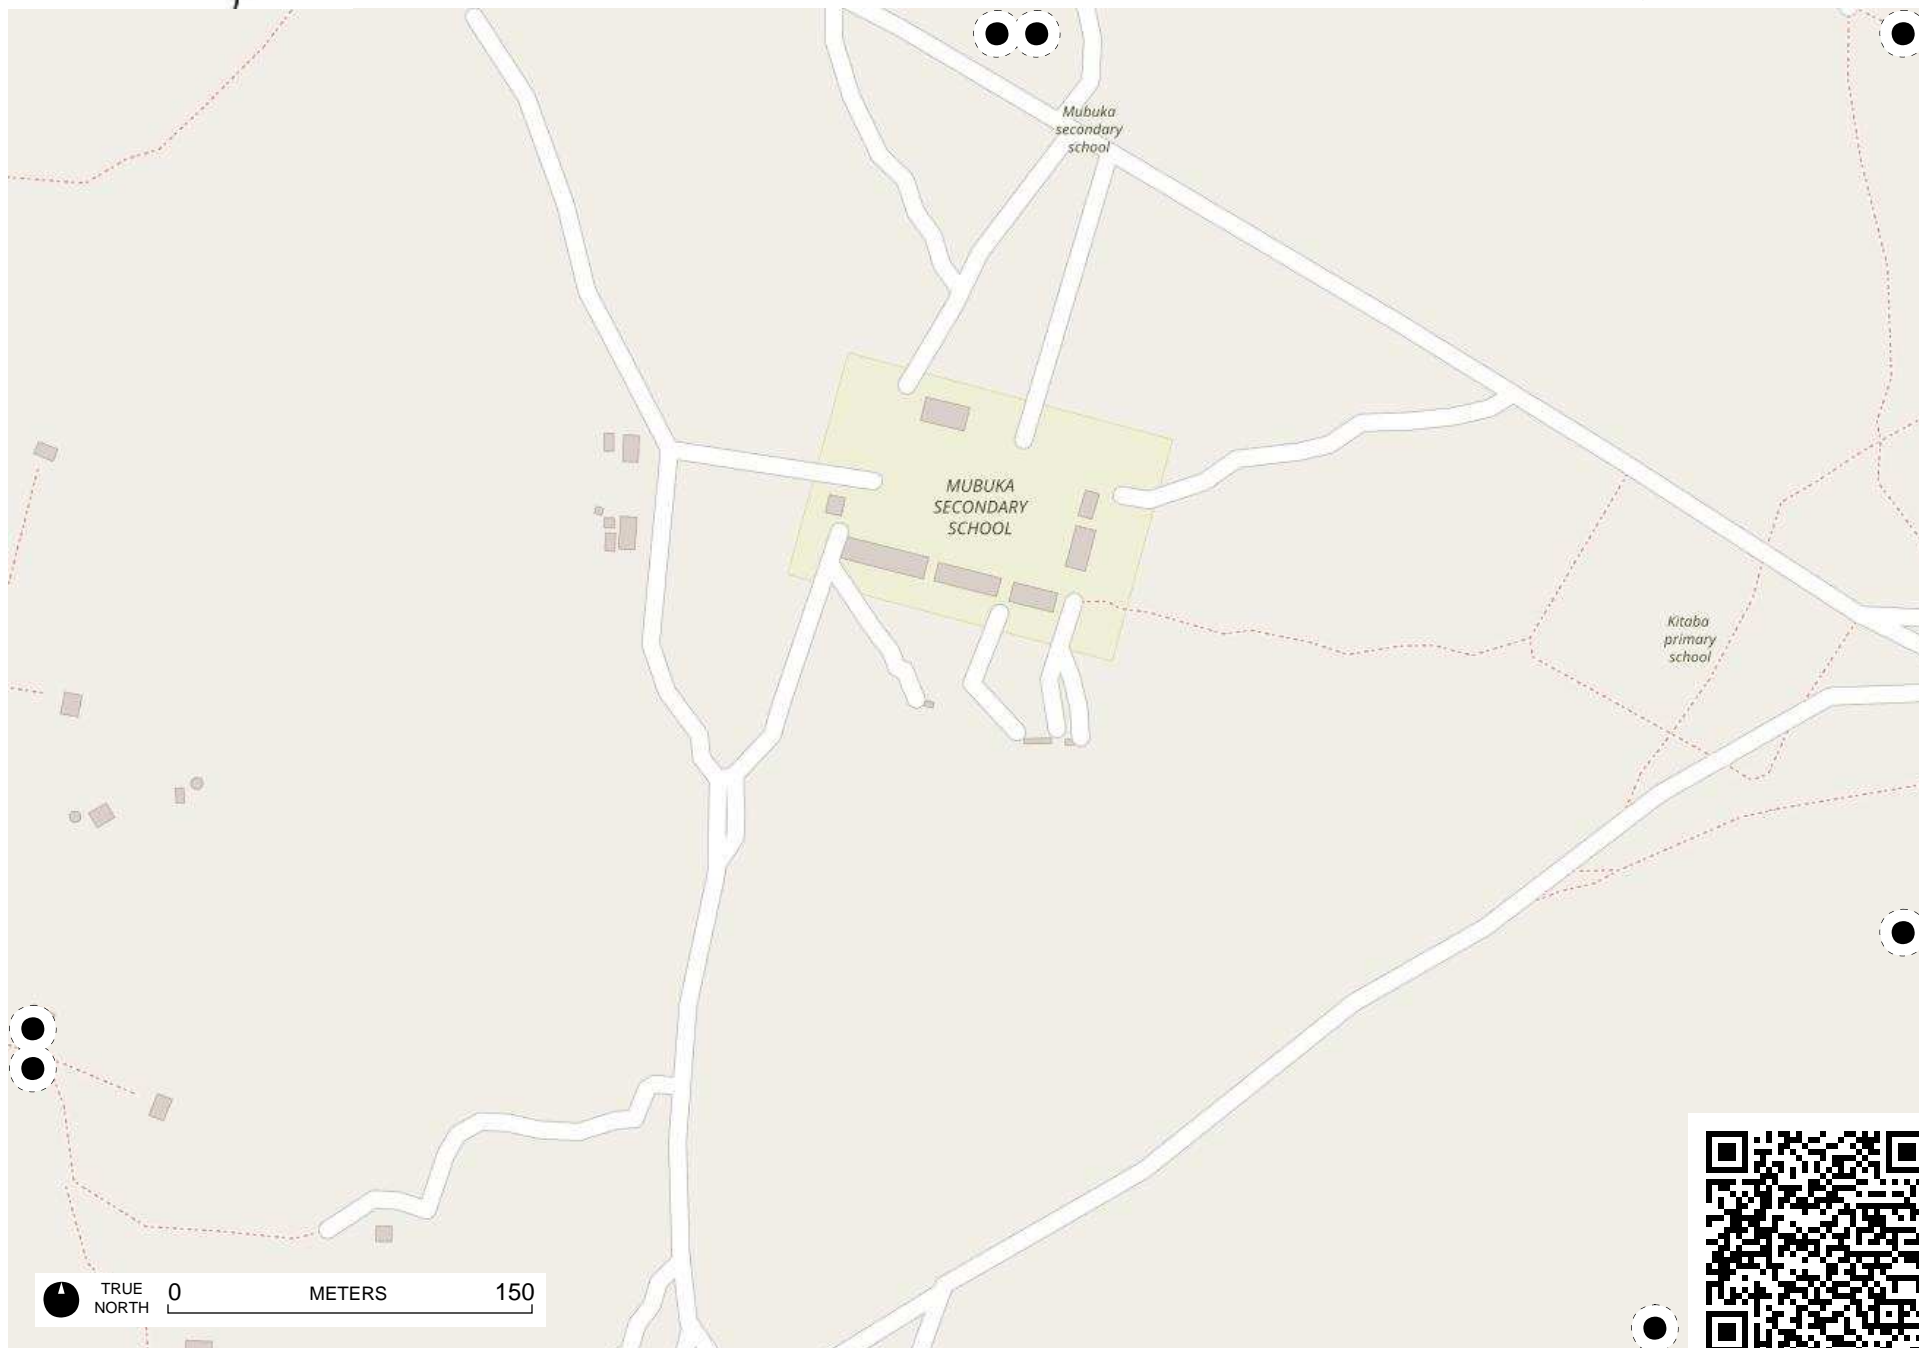 Mubuka
secondary
school
MUBUKA
SECONDARY
SCHOOL
Kitaba
primary
school
TRUE
NORTH
0 METERS 150